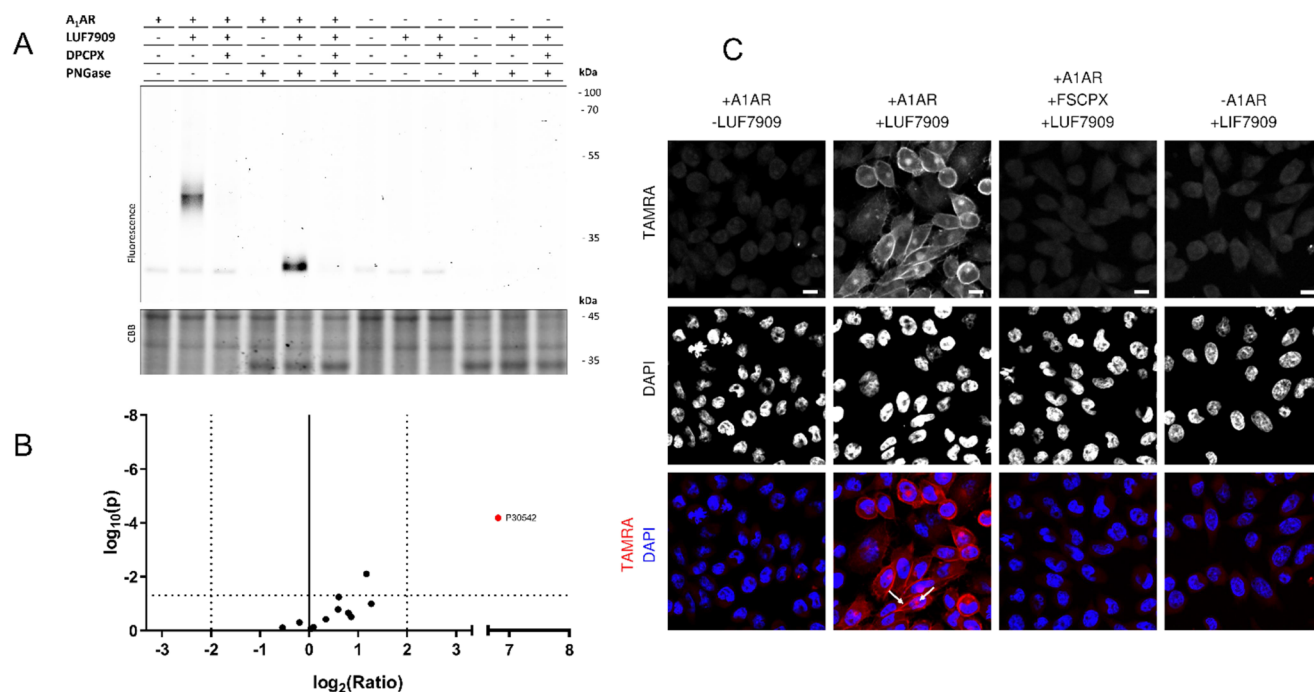 A
A₁AR + + + + + + - - - - - -
LUF7909 - + + - + + - + + - + +
DPCPX - - + - - + - - + - - +
PNGase - - - + + + - - - + + +
kDa
- 100
- 70
55
- 35
Fluorescence
kDa
- 45
- 35
CBB
B
-8
-6
-4
-2
0
log₁₀(p)
P30542
-3 -2 -1 0 1 2 3 7 8
log₂(Ratio)
C
+A1AR
-LUF7909
+A1AR
+LUF7909
+A1AR
+FSCPX
+LUF7909
-A1AR
+LIF7909
TAMRA
DAPI
TAMRA
DAPI